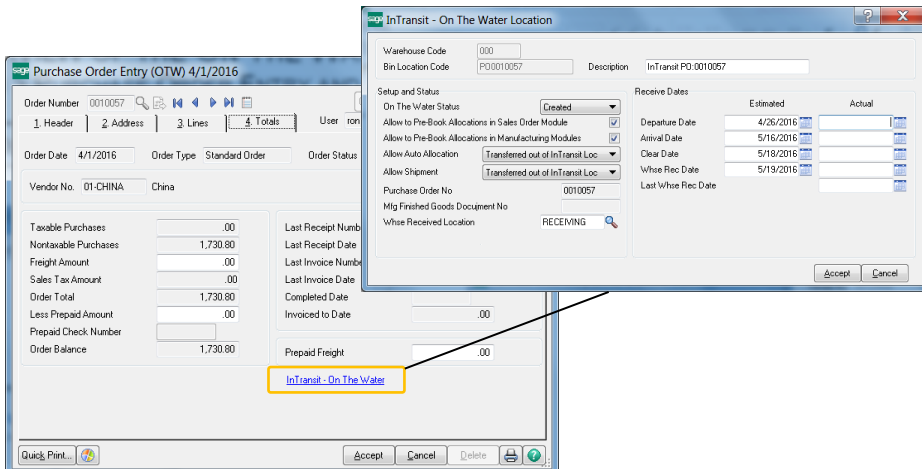 sage InTransit - On The Water Location
Warehouse Code 000
Bin Location Code PO0010057 Description InTransit PO:0010057
Setup and Status
On The Water Status Created
Allow to Pre-Book Allocations in Sales Order Module
Allow to Pre-Book Allocations in Manufacturing Modules
Allow Auto Allocation Transferred out of InTransit Loc
Allow Shipment Transferred out of InTransit Loc
Purchase Order No 0010057
Mfg Finished Goods Document No
Whse Received Location RECEIVING
Receive Dates
Estimated Actual
Departure Date 4/26/2016
Arrival Date 5/16/2016
Clear Date 5/18/2016
Whse Rec Date 5/19/2016
Last Whse Rec Date
Accept Cancel
sage Purchase Order Entry (OTW) 4/1/2016
Order Number 0010057
1. Header 2. Address 3. Lines 4. Totals User ron
Order Date 4/1/2016 Order Type Standard Order Order Status
Vendor No. 01-CHINA China
Taxable Purchases .00
Nontaxable Purchases 1,730.80
Freight Amount .00
Sales Tax Amount .00
Order Total 1,730.80
Less Prepaid Amount .00
Prepaid Check Number
Order Balance 1,730.80
Last Receipt Numb
Last Receipt Date
Last Invoice Numbe
Last Invoice Date
Completed Date
Invoiced to Date .00
Prepaid Freight .00
InTransit - On The Water
Quick Print... Accept Cancel Delete